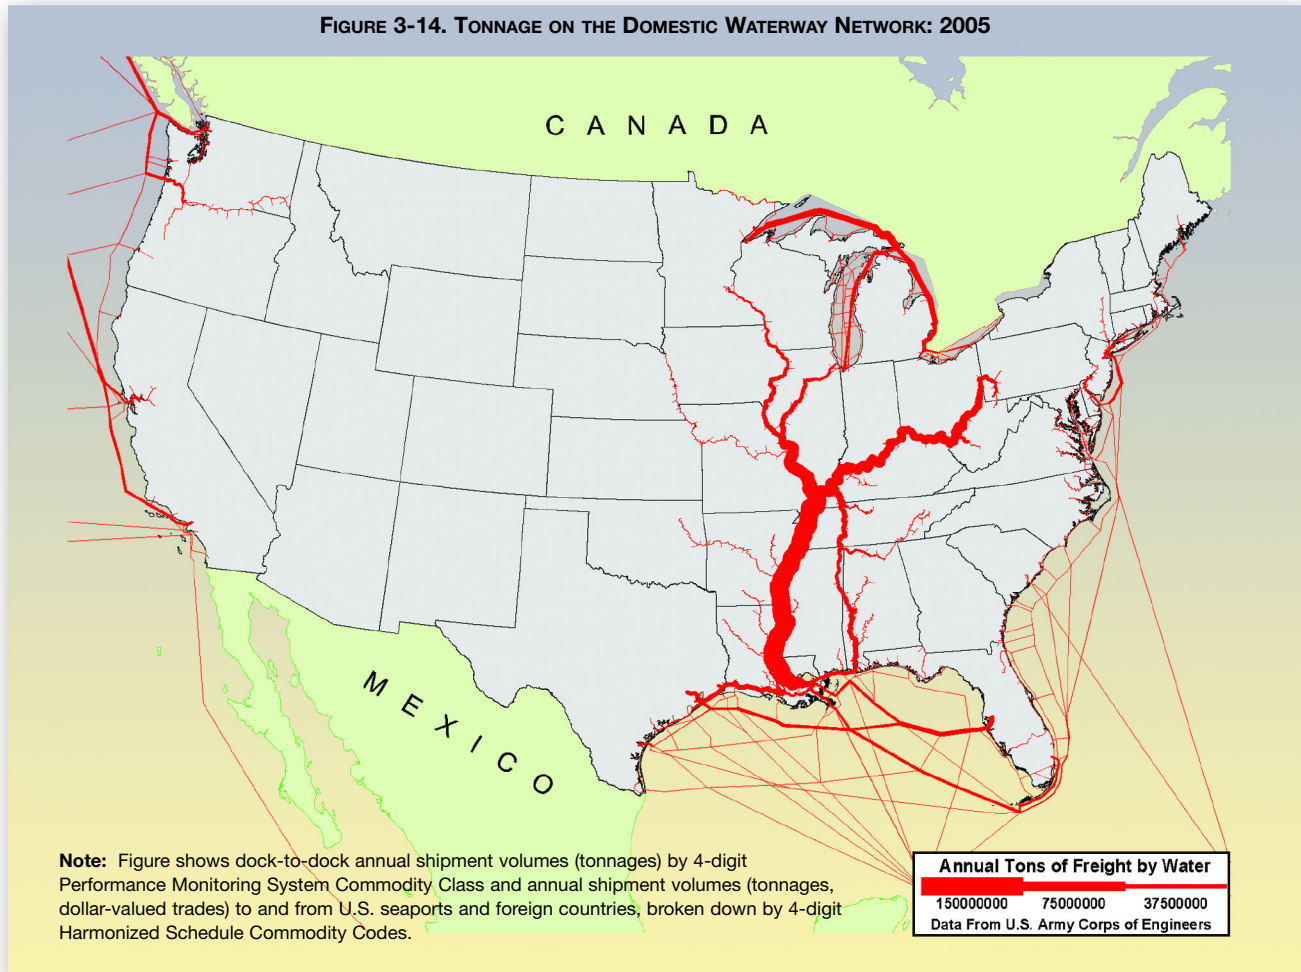 FIGURE 3-14. TONNAGE ON THE DOMESTIC WATERWAY NETWORK: 2005
CANADA
MEXICO
Note: Figure shows dock-to-dock annual shipment volumes (tonnages) by 4-digit
Performance Monitoring System Commodity Class and annual shipment volumes (tonnages,
dollar-valued trades) to and from U.S. seaports and foreign countries, broken down by 4-digit
Harmonized Schedule Commodity Codes.
Annual Tons of Freight by Water
150000000 75000000 37500000
Data From U.S. Army Corps of Engineers